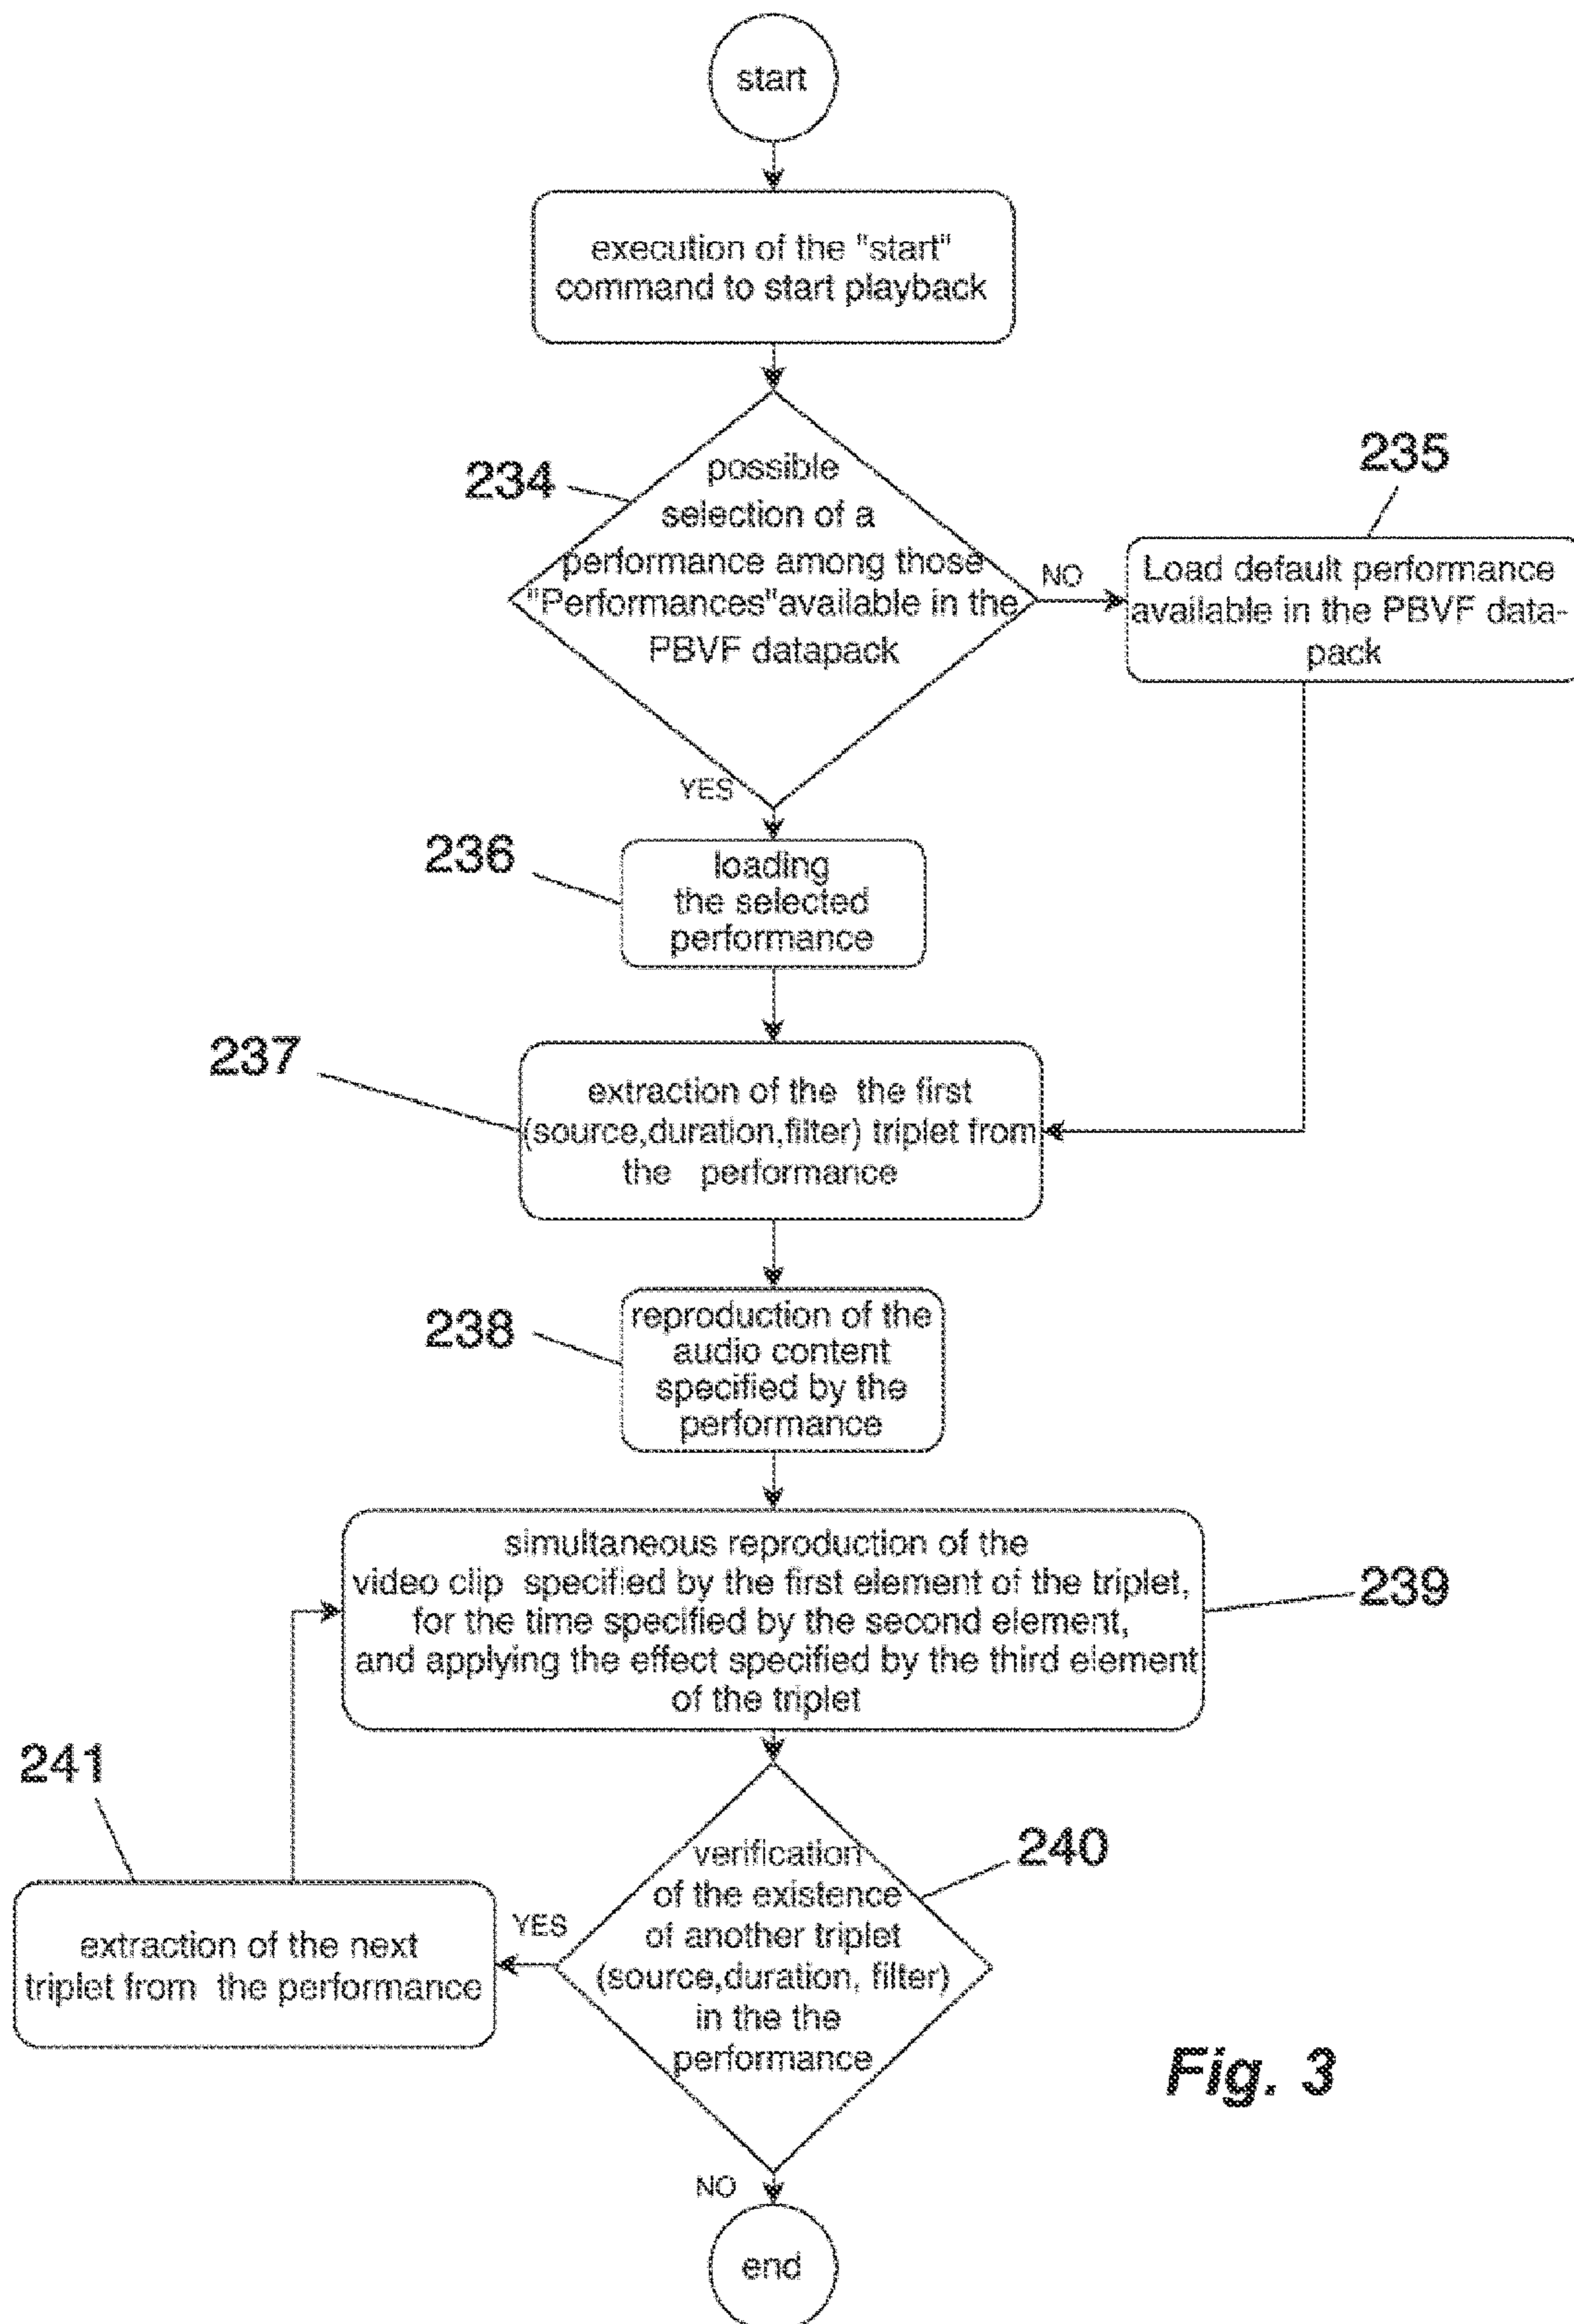 start
execution of the "start"
command to start playback
234
possible
selection of a
performance among those
"Performances"available in the
PBVF datapack
NO
235
Load default performance
available in the PBVF data-
pack
YES
236
loading
the selected
performance
237
extraction of the the first
(source,duration,filter) triplet from
the performance
238
reproduction of the
audio content
specified by the
performance
simultaneous reproduction of the
video clip specified by the first element of the triplet,
for the time specified by the second element,
and applying the effect specified by the third element
of the triplet
239
241
extraction of the next
triplet from the performance
YES
verification
of the existence
of another triplet
(source,duration, filter)
in the the
performance
240
NO
end
Fig. 3